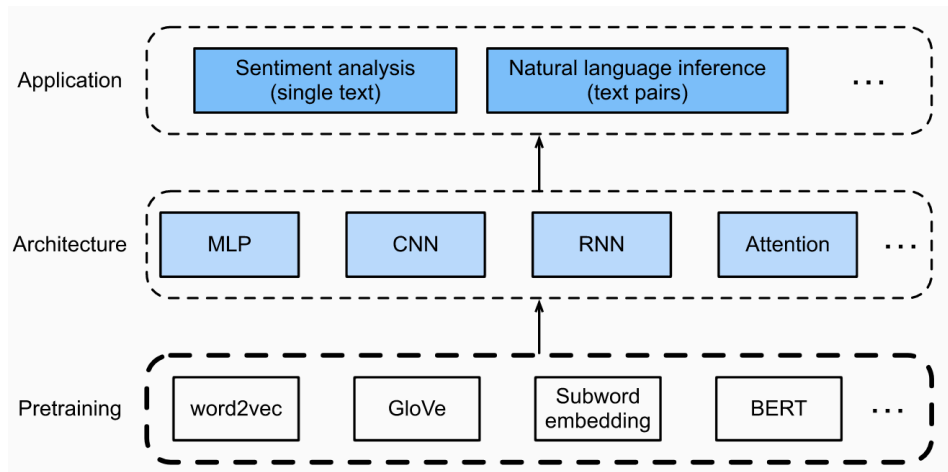 Application
Sentiment analysis
(single text)
Natural language inference
(text pairs)
...
Architecture
MLP
CNN
RNN
Attention
...
Pretraining
word2vec
GloVe
Subword
embedding
BERT
...